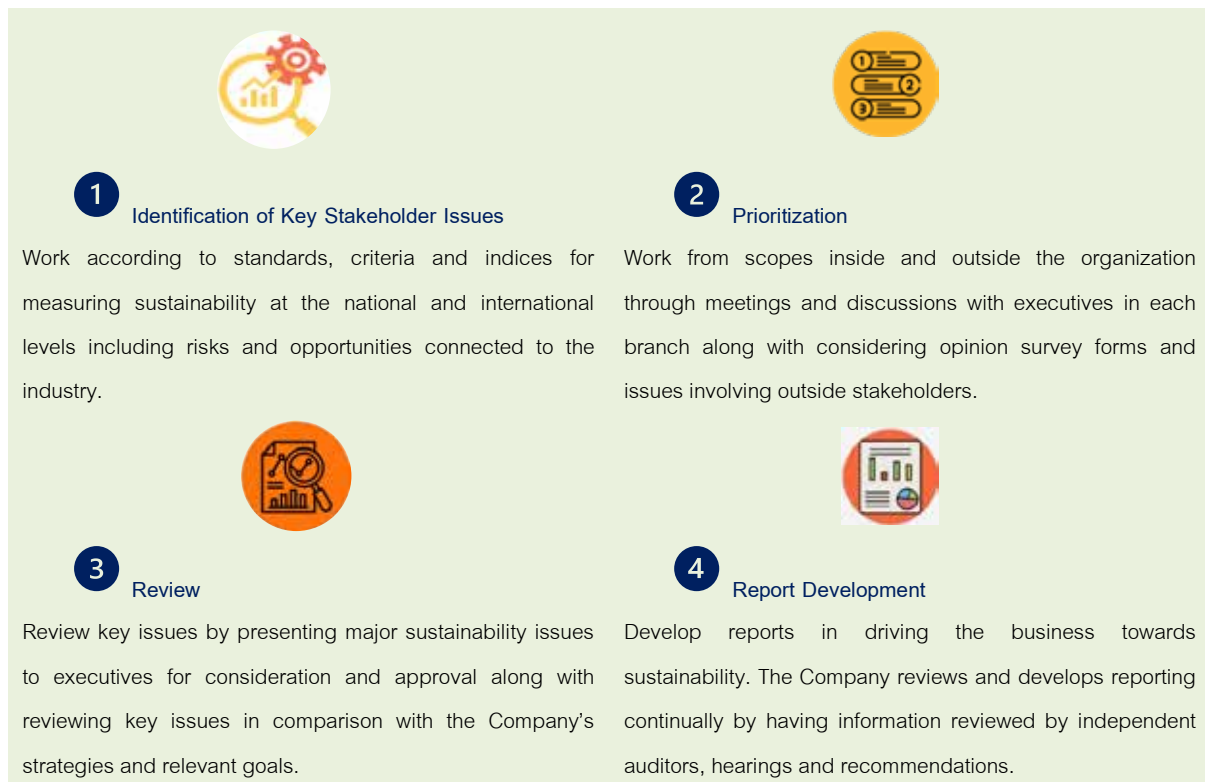 1
2
3
1
Identification of Key Stakeholder Issues
Work according to standards, criteria and indices for
measuring sustainability at the national and international
levels including risks and opportunities connected to the
industry.
2
Prioritization
Work from scopes inside and outside the organization
through meetings and discussions with executives in each
branch along with considering opinion survey forms and
issues involving outside stakeholders.
3
Review
Review key issues by presenting major sustainability issues
to executives for consideration and approval along with
reviewing key issues in comparison with the Company’s
strategies and relevant goals.
4
Report Development
Develop reports in driving the business towards
sustainability. The Company reviews and develops reporting
continually by having information reviewed by independent
auditors, hearings and recommendations.